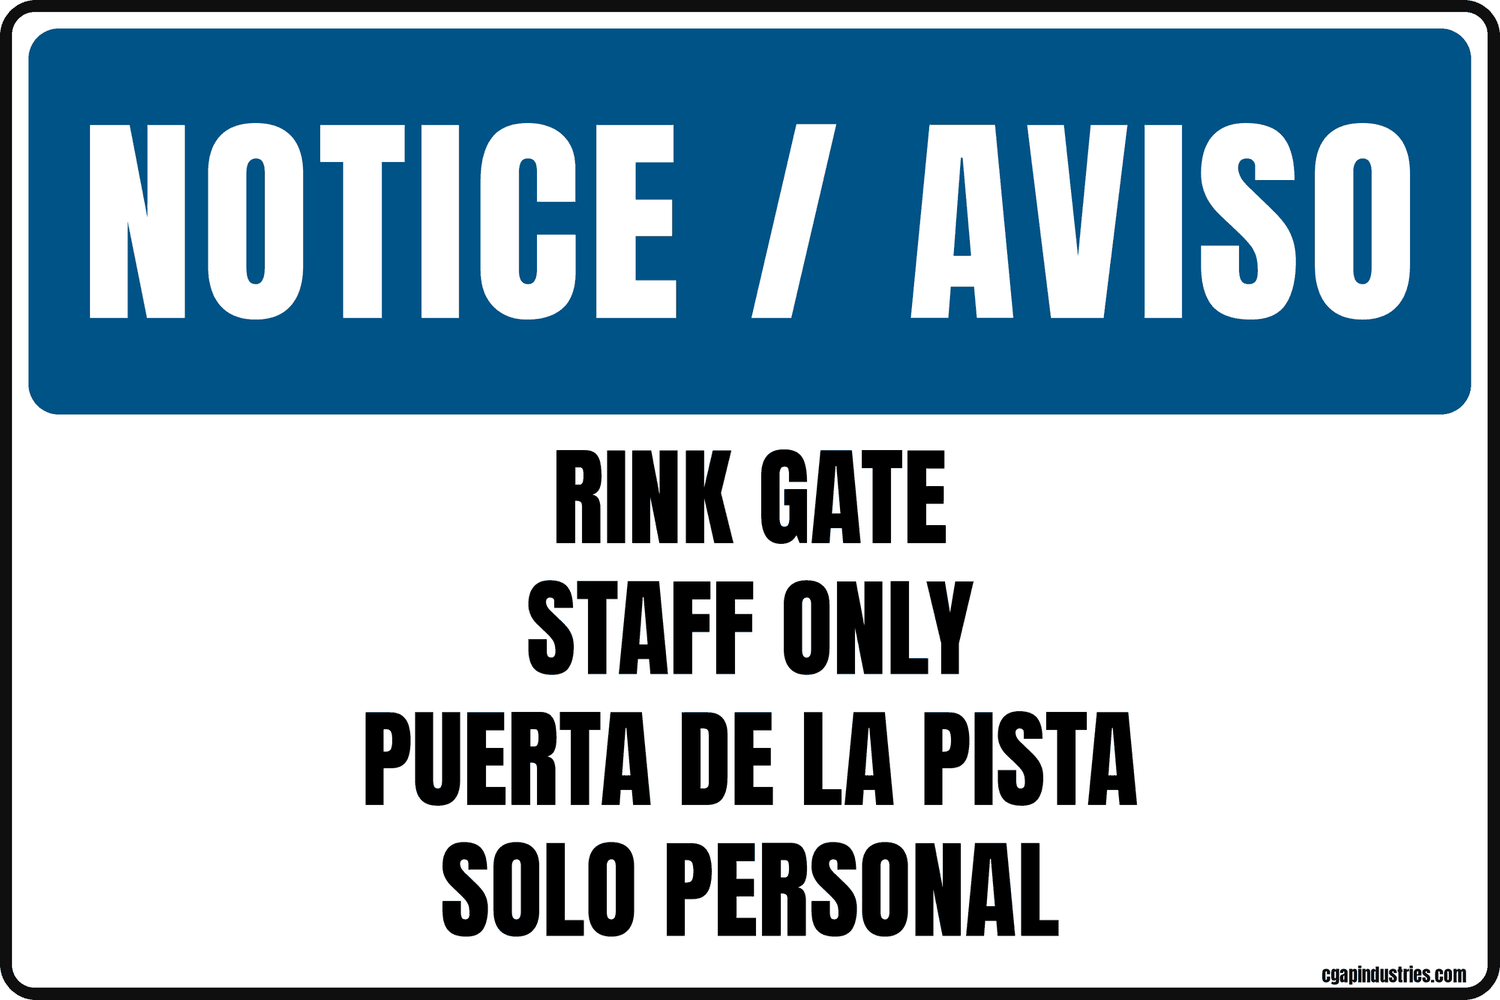 NOTICE / AVISO
RINK GATE
STAFF ONLY
PUERTA DE LA PISTA
SOLO PERSONAL
cgapindustries.com